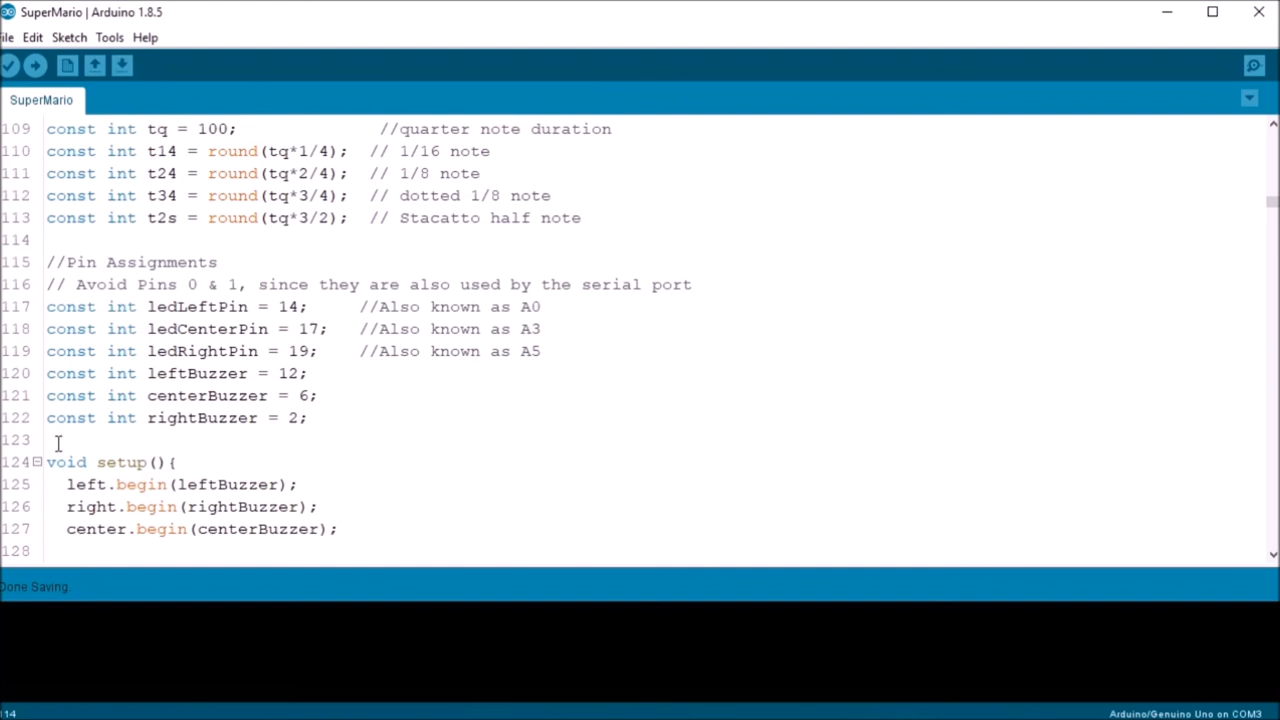 SuperMario | Arduino 1.8.5
ile Edit Sketch Tools Help
SuperMario
109 const int tq = 100; //quarter note duration
110 const int t14 = round(tq*1/4); // 1/16 note
111 const int t24 = round(tq*2/4); // 1/8 note
112 const int t34 = round(tq*3/4); // dotted 1/8 note
113 const int t2s = round(tq*3/2); // Stacatto half note
114
115 //Pin Assignments
116 // Avoid Pins 0 & 1, since they are also used by the serial port
117 const int ledLeftPin = 14; //Also known as A0
118 const int ledCenterPin = 17; //Also known as A3
119 const int ledRightPin = 19; //Also known as A5
120 const int leftBuzzer = 12;
121 const int centerBuzzer = 6;
122 const int rightBuzzer = 2;
123
124 void setup(){
125 left.begin(leftBuzzer);
126 right.begin(rightBuzzer);
127 center.begin(centerBuzzer);
128
Done Saving.
14 Arduino/Genuino Uno on COM3